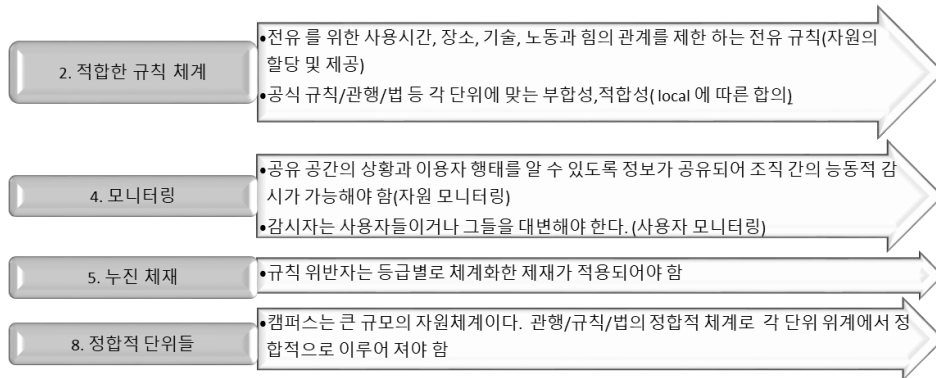 2. 적합한 규칙 체계
•전유 를 위한 사용시간, 장소, 기술, 노동과 힘의 관계를 제한 하는 전유 규칙(자원의
할당 및 제공)
•공식 규칙/관행/법 등 각 단위에 맞는 부합성,적합성( local 에 따른 합의)
4. 모니터링
•공유 공간의 상황과 이용자 행태를 알 수 있도록 정보가 공유되어 조직 간의 능동적 감
시가 가능해야 함(자원 모니터링)
•감시자는 사용자들이거나 그들을 대변해야 한다. (사용자 모니터링)
5. 누진 체재
•규칙 위반자는 등급별로 체계화한 제재가 적용되어야 함
8. 정합적 단위들
•캠퍼스는 큰 규모의 자원체계이다. 관행/규칙/법의 정합적 체계로 각 단위 위계에서 정
합적으로 이루어 져야 함